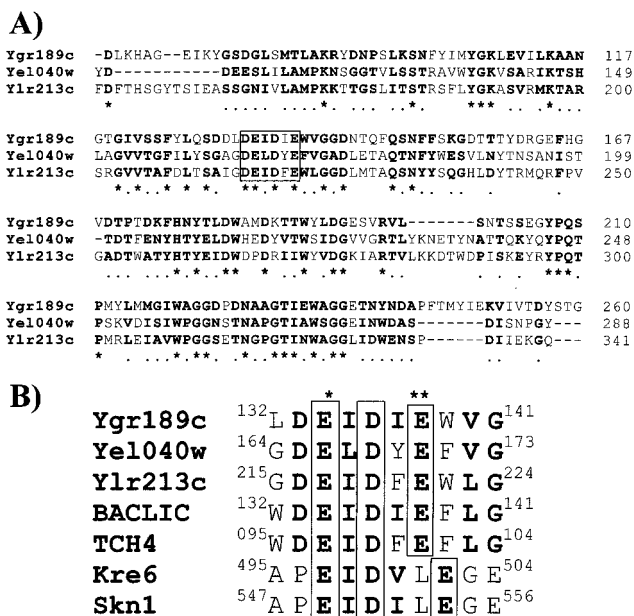 A)
Ygr189c -DLKHAG--EIKYGSDGLSMTLAKRYDNPSLKSNFYIMYGKLEVILKAAN 117
Yel040w YD-----------DEESLILAMPKNSGGTVLSSTRAVWYGKVSARIKTSH 149
Ylr213c FDFTHSGYTSIEASSGNIVLAMPKKTTGSLITSTRSFLYGKASVRMKTAR 200
Ygr189c GTGIVSSFYLQSDDLDEIDIEWVGGDNTQFQSNFFSKGDTTTYDRGEFHG 167
Yel040w LAGVVTGFILYSGAGDELDYEFVGADLETAQTNFYWESVLNYTNSANIST 199
Ylr213c SRGVVTAFDLTSAIGDEIDFEWLGGDLMTAQSNYYSQGHLDYTRMQRFPV 250
Ygr189c VDTPTDKFHNYTLDWAMDKTTWYLDGESVRVL-------SNTSSEGYPQS 210
Yel040w -TDTFENYHTYELDWHEDYVTWSIDGVVGRTLYKNETYNATTQKYQYPQT 248
Ylr213c GADTWATYHTYEIDWDPDRIIWYVDGKIARTVLKKDTWDPISKEYRYPQT 300
Ygr189c PMYLMMGIWAGGDPDNAAGTIEWAGGETNYNDAPFTMYIEKVIVTDYSTG 260
Yel040w PSKVDISIWPGGNSTNAPGTIAWSGGEINWDAS-------DISNPGY--- 288
Ylr213c PMRLEIAVWPGGSETNGPGTINWAGGLIDWENSP------DIIEKGQ--- 341
B)
* **
Ygr189c 132 L D E I D I E W V G 141
Yel040w 164 G D E L D Y E F V G 173
Ylr213c 215 G D E I D F E W L G 224
BACLIC 132 W D E I D I E F L G 141
TCH4 095 W D E I D F E F L G 104
Kre6 495 A P E I D V L E G E 504
Skn1 547 A P E I D I L E G E 556